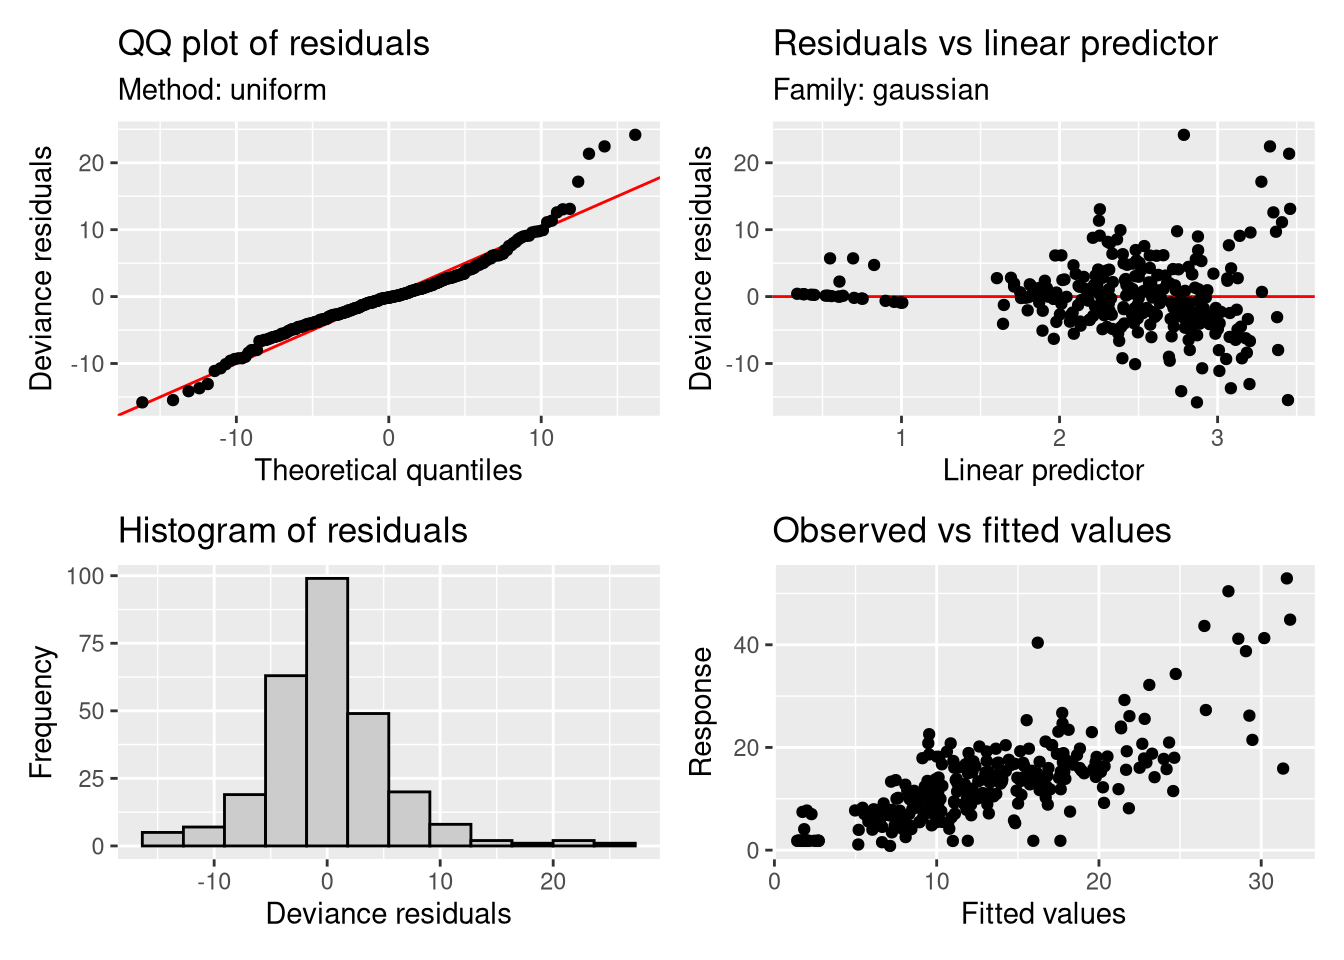 QQ plot of residuals
Method: uniform
Deviance residuals
20
10
0
-10
-10
0
10
Theoretical quantiles
Residuals vs linear predictor
Family: gaussian
Deviance residuals
20
10
0
-10
1
2
3
Linear predictor
Histogram of residuals
Frequency
100
75
50
25
0
-10
0
10
20
Deviance residuals
Observed vs fitted values
Response
40
20
0
0
10
20
30
Fitted values